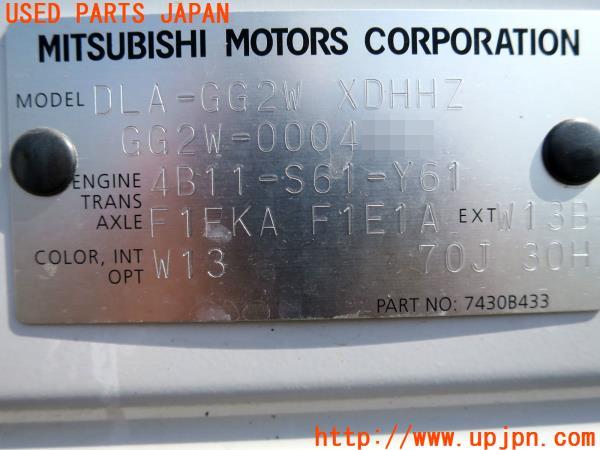 USED PARTS JAPAN
MITSUBISHI MOTORS CORPORATION
MODEL DLA-GG2W XDHHZ
GG2W-0004
ENGINE 4B11-S61-Y61
TRANS
AXLE F1EKA F1E1A EXT W13B
COLOR, INT W13 70J 30H
OPT
PART NO: 7430B433
www.upjpn.com